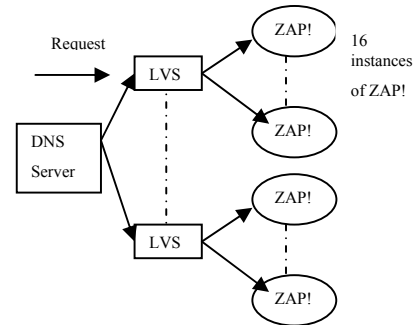 Request
DNS
Server
LVS
LVS
ZAP!
ZAP!
ZAP!
ZAP!
16
instances
of ZAP!